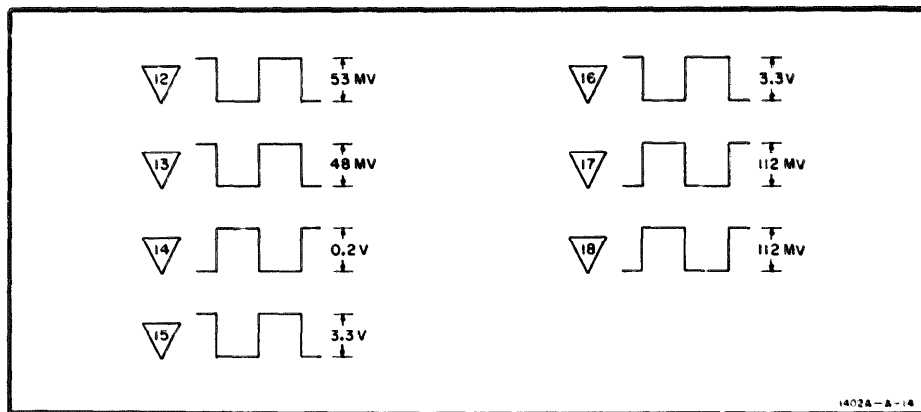 12 53 MV
13 48 MV
14 0.2 V
15 3.3 V
16 3.3 V
17 112 MV
18 112 MV
1402A-A-14